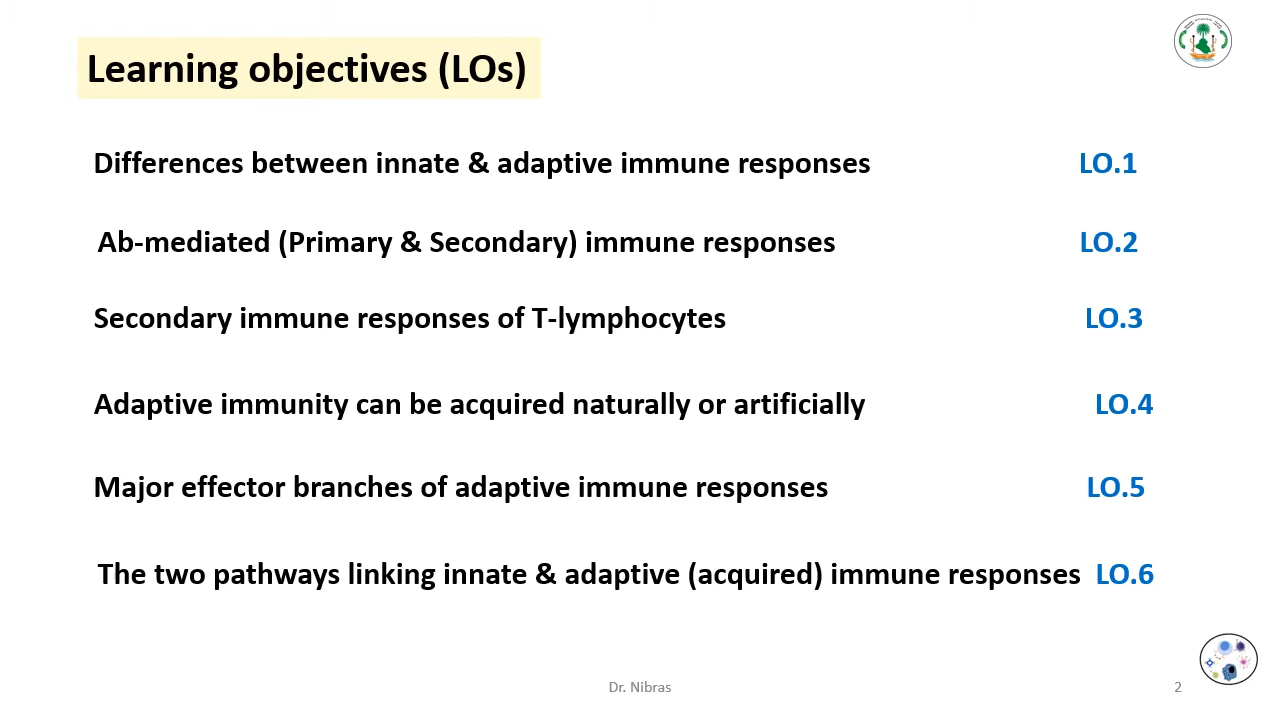 Learning objectives (LOs)
Differences between innate & adaptive immune responses LO.1
Ab-mediated (Primary & Secondary) immune responses LO.2
Secondary immune responses of T-lymphocytes LO.3
Adaptive immunity can be acquired naturally or artificially LO.4
Major effector branches of adaptive immune responses LO.5
The two pathways linking innate & adaptive (acquired) immune responses LO.6
Dr. Nibras 2